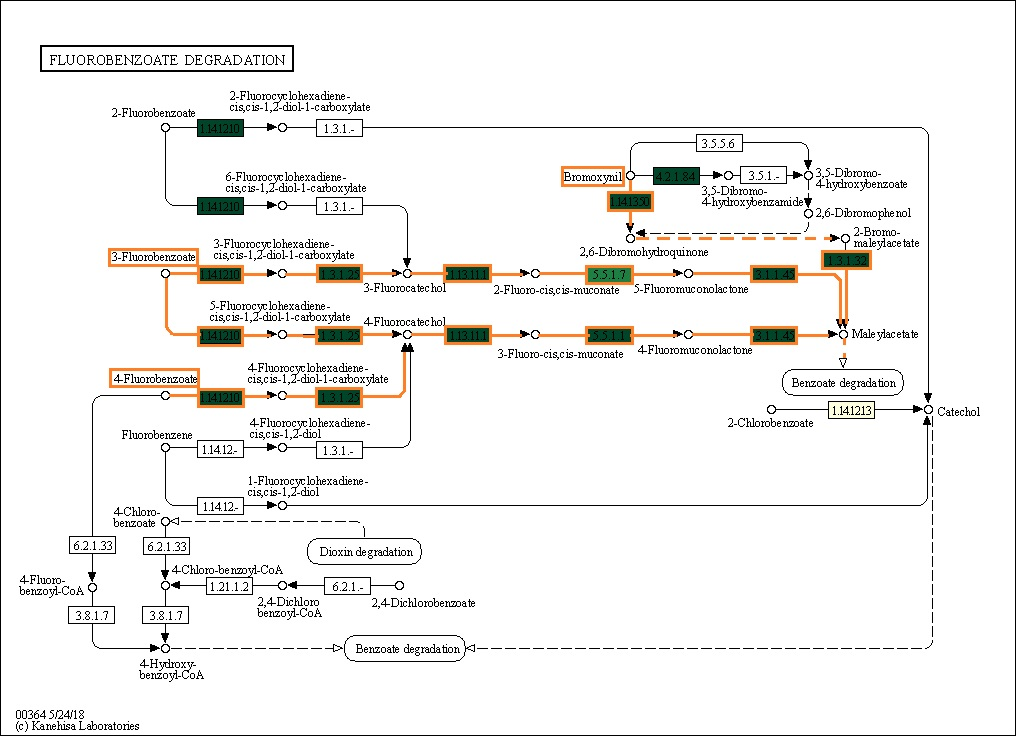 FLUOROBENZOATE DEGRADATION
2-Fluorobenzoate
2-Fluorocyclohexadiene-
cis,cis-1,2-diol-1-carboxylate
1.14.12.10
1.3.1.-
3.5.5.6
Bromoxynil
4.2.1.84
3.5.1.-
3,5-Dibromo-
4-hydroxybenzoate
3,5-Dibromo-
4-hydroxybenzamide
6-Fluorocyclohexadiene-
cis,cis-1,2-diol-1-carboxylate
1.14.12.10
1.3.1.-
1.14.13.50
2,6-Dibromophenol
2-Bromo-
maleylacetate
2,6-Dibromohydroquinone
1.3.1.32
3-Fluorobenzoate
3-Fluorocyclohexadiene-
cis,cis-1,2-diol-1-carboxylate
1.14.12.10
1.3.1.25
3-Fluorocatechol
1.13.11.1
2-Fluoro-cis,cis-muconate
5.5.1.7
5-Fluoromuconolactone
3.1.1.45
5-Fluorocyclohexadiene-
cis,cis-1,2-diol-1-carboxylate
1.14.12.10
1.3.1.25
4-Fluorocatechol
1.13.11.1
3-Fluoro-cis,cis-muconate
5.5.1.1
4-Fluoromuconolactone
3.1.1.45
Maleylacetate
4-Fluorobenzoate
4-Fluorocyclohexadiene-
cis,cis-1,2-diol-1-carboxylate
1.14.12.10
1.3.1.25
Benzoate degradation
2-Chlorobenzoate
1.14.12.13
Catechol
Fluorobenzene
4-Fluorocyclohexadiene-
cis,cis-1,2-diol
1.14.12.-
1.3.1.-
1-Fluorocyclohexadiene-
cis,cis-1,2-diol
1.14.12.-
4-Chloro-
benzoate
6.2.1.33
6.2.1.33
Dioxin degradation
4-Fluoro-
benzoyl-CoA
4-Chloro-benzoyl-CoA
1.21.1.2
2,4-Dichloro
benzoyl-CoA
6.2.1.-
2,4-Dichlorobenzoate
3.8.1.7
3.8.1.7
4-Hydroxy-
benzoyl-CoA
Benzoate degradation
00364 5/24/18
(c) Kanehisa Laboratories